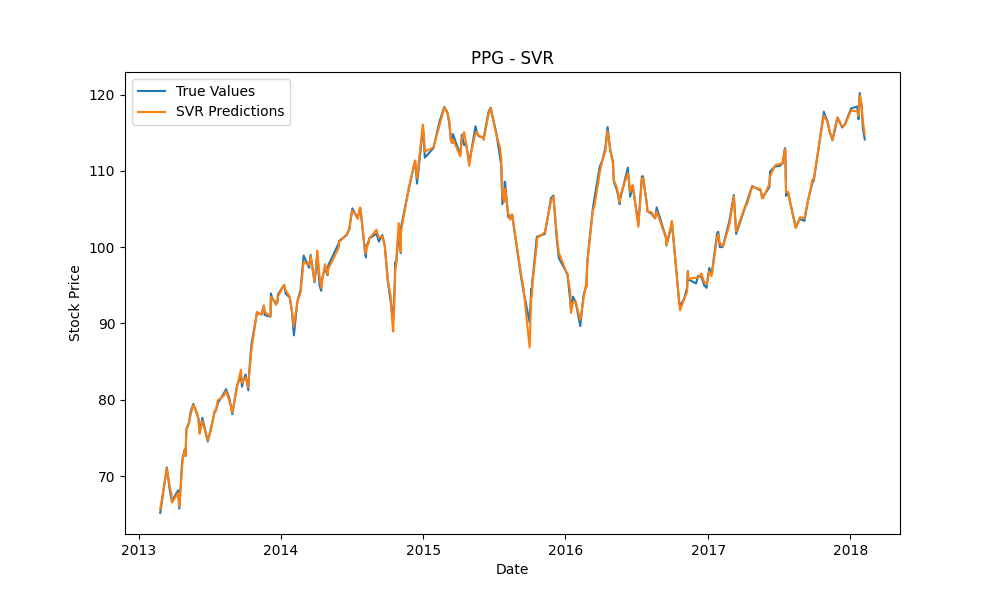 PPG - SVR
True Values
SVR Predictions
Stock Price
120
110
100
90
80
70
2013
2014
2015
2016
2017
2018
Date